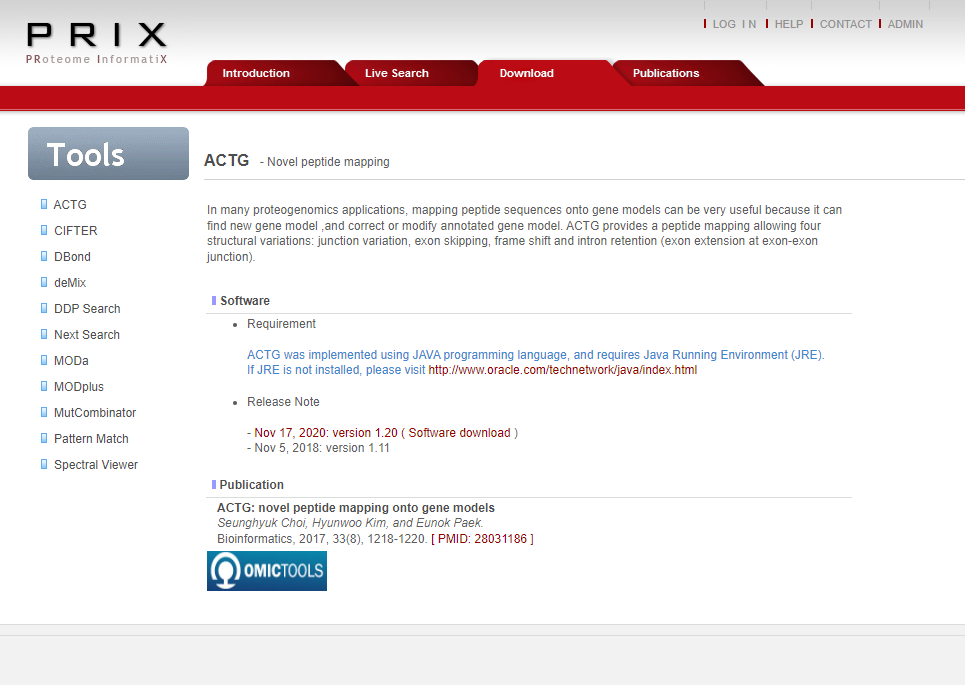 PRIX
PRoteome InformatiX
LOG IN
HELP
CONTACT
ADMIN
Introduction
Live Search
Download
Publications
Tools
ACTG
CIFTER
DBond
deMix
DDP Search
Next Search
MODa
MODplus
MutCombinator
Pattern Match
Spectral Viewer
ACTG - Novel peptide mapping
In many proteogenomics applications, mapping peptide sequences onto gene models can be very useful because it can
find new gene model ,and correct or modify annotated gene model. ACTG provides a peptide mapping allowing four
structural variations: junction variation, exon skipping, frame shift and intron retention (exon extension at exon-exon
junction).
Software
Requirement
ACTG was implemented using JAVA programming language, and requires Java Running Environment (JRE).
If JRE is not installed, please visit http://www.oracle.com/technetwork/java/index.html
Release Note
- Nov 17, 2020: version 1.20 ( Software download )
- Nov 5, 2018: version 1.11
Publication
ACTG: novel peptide mapping onto gene models
Seunghyuk Choi, Hyunwoo Kim, and Eunok Paek.
Bioinformatics, 2017, 33(8), 1218-1220. [ PMID: 28031186 ]
OMICTOOLS